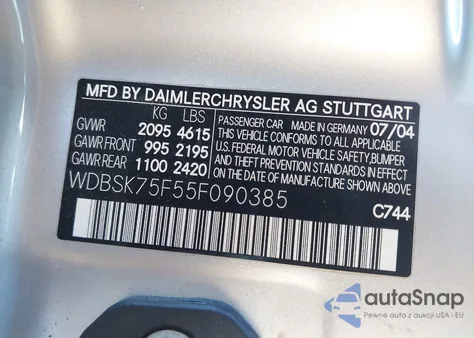 MFD BY DAIMLERCHRYSLER AG STUTTGART
KG LBS
GVWR 2095 4615
GAWR FRONT 995 2195
GAWR REAR 1100 2420
PASSENGER CAR MADE IN GERMANY 07/04
THIS VEHICLE CONFORMS TO ALL APPLICABLE
U.S. FEDERAL MOTOR VEHICLE SAFETY, BUMPER,
AND THEFT PREVENTION STANDARDS IN EFFECT ON
THE DATE OF MANUFACTURE SHOWN ABOVE.
WDBSK75F55F090385
C744
autoSnap
Pewne auta z aukcji USA i EU